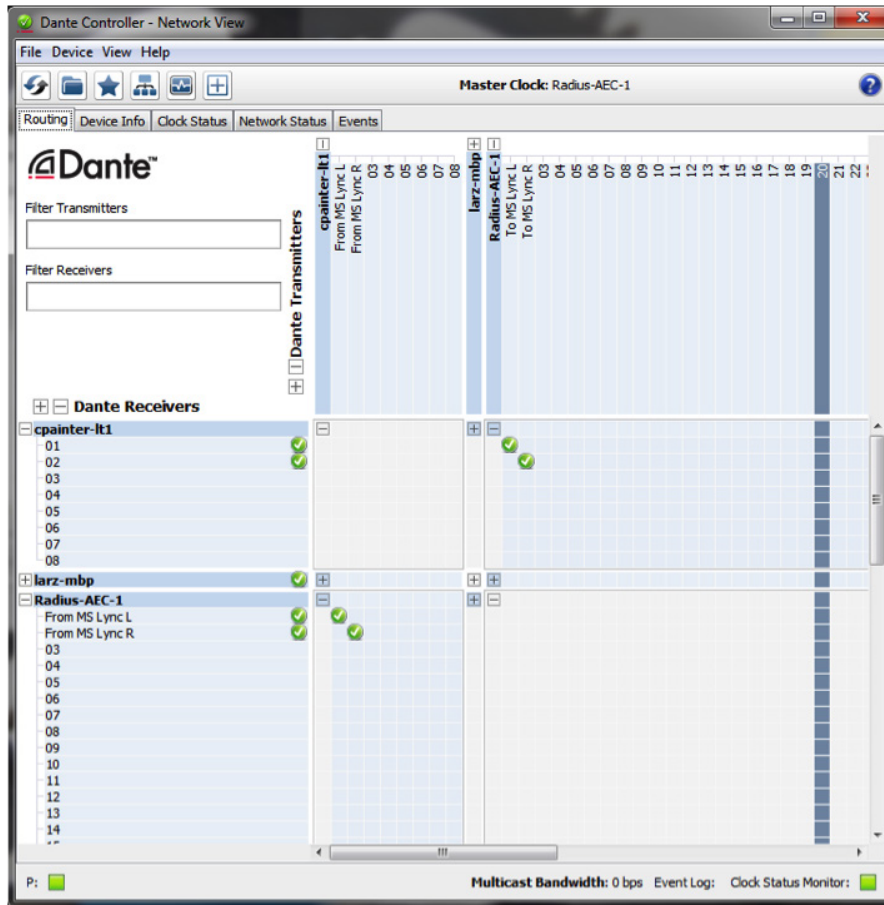 Dante Controller - Network View
File Device View Help
Master Clock: Radius-AEC-1
Routing Device Info Clock Status Network Status Events
Dante™
Filter Transmitters
Filter Receivers
Dante Transmitters
Dante Receivers
cpainter-lt1
From MS Lync L
From MS Lync R
03
04
05
06
07
08
larz-mbp
Radius-AEC-1
To MS Lync L
To MS Lync R
03
04
05
06
07
08
09
10
11
12
13
14
15
16
17
18
19
20
21
22
cpainter-lt1
01
02
03
04
05
06
07
08
larz-mbp
Radius-AEC-1
From MS Lync L
From MS Lync R
03
04
05
06
07
08
09
10
11
12
13
14
P:
Multicast Bandwidth: 0 bps Event Log: Clock Status Monitor: